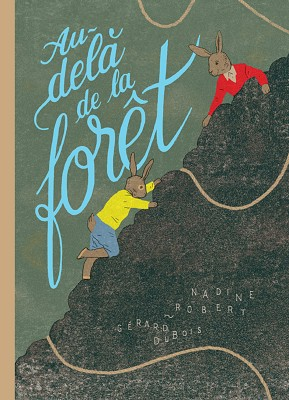 Au-
delà
de la
forêt
NADINE
ROBERT
GÉRARD
DUBOIS